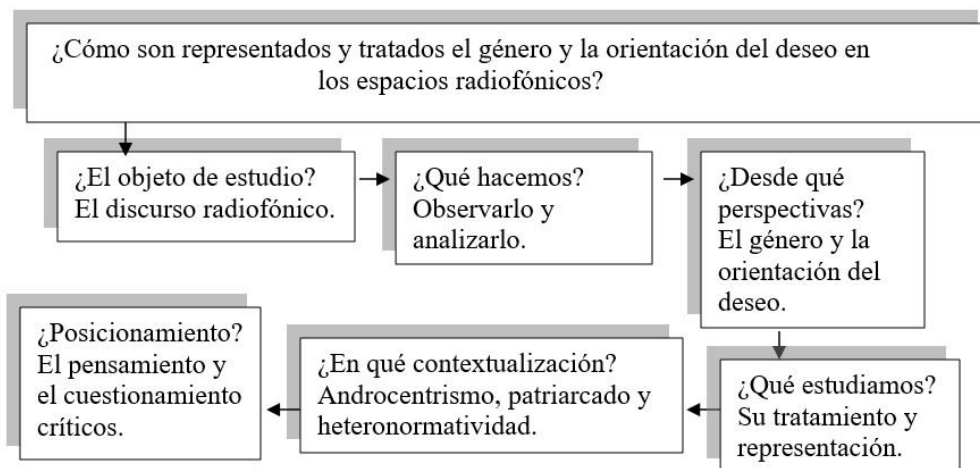 ¿Cómo son representados y tratados el género y la orientación del deseo en
los espacios radiofónicos?
¿El objeto de estudio?
El discurso radiofónico.
¿Qué hacemos?
Observarlo y
analizarlo.
¿Desde qué
perspectivas?
El género y la
orientación del
deseo.
¿Qué estudiamos?
Su tratamiento y
representación.
¿En qué contextualización?
Androcentrismo, patriarcado y
heteronormatividad.
¿Posicionamiento?
El pensamiento y
el cuestionamiento
críticos.